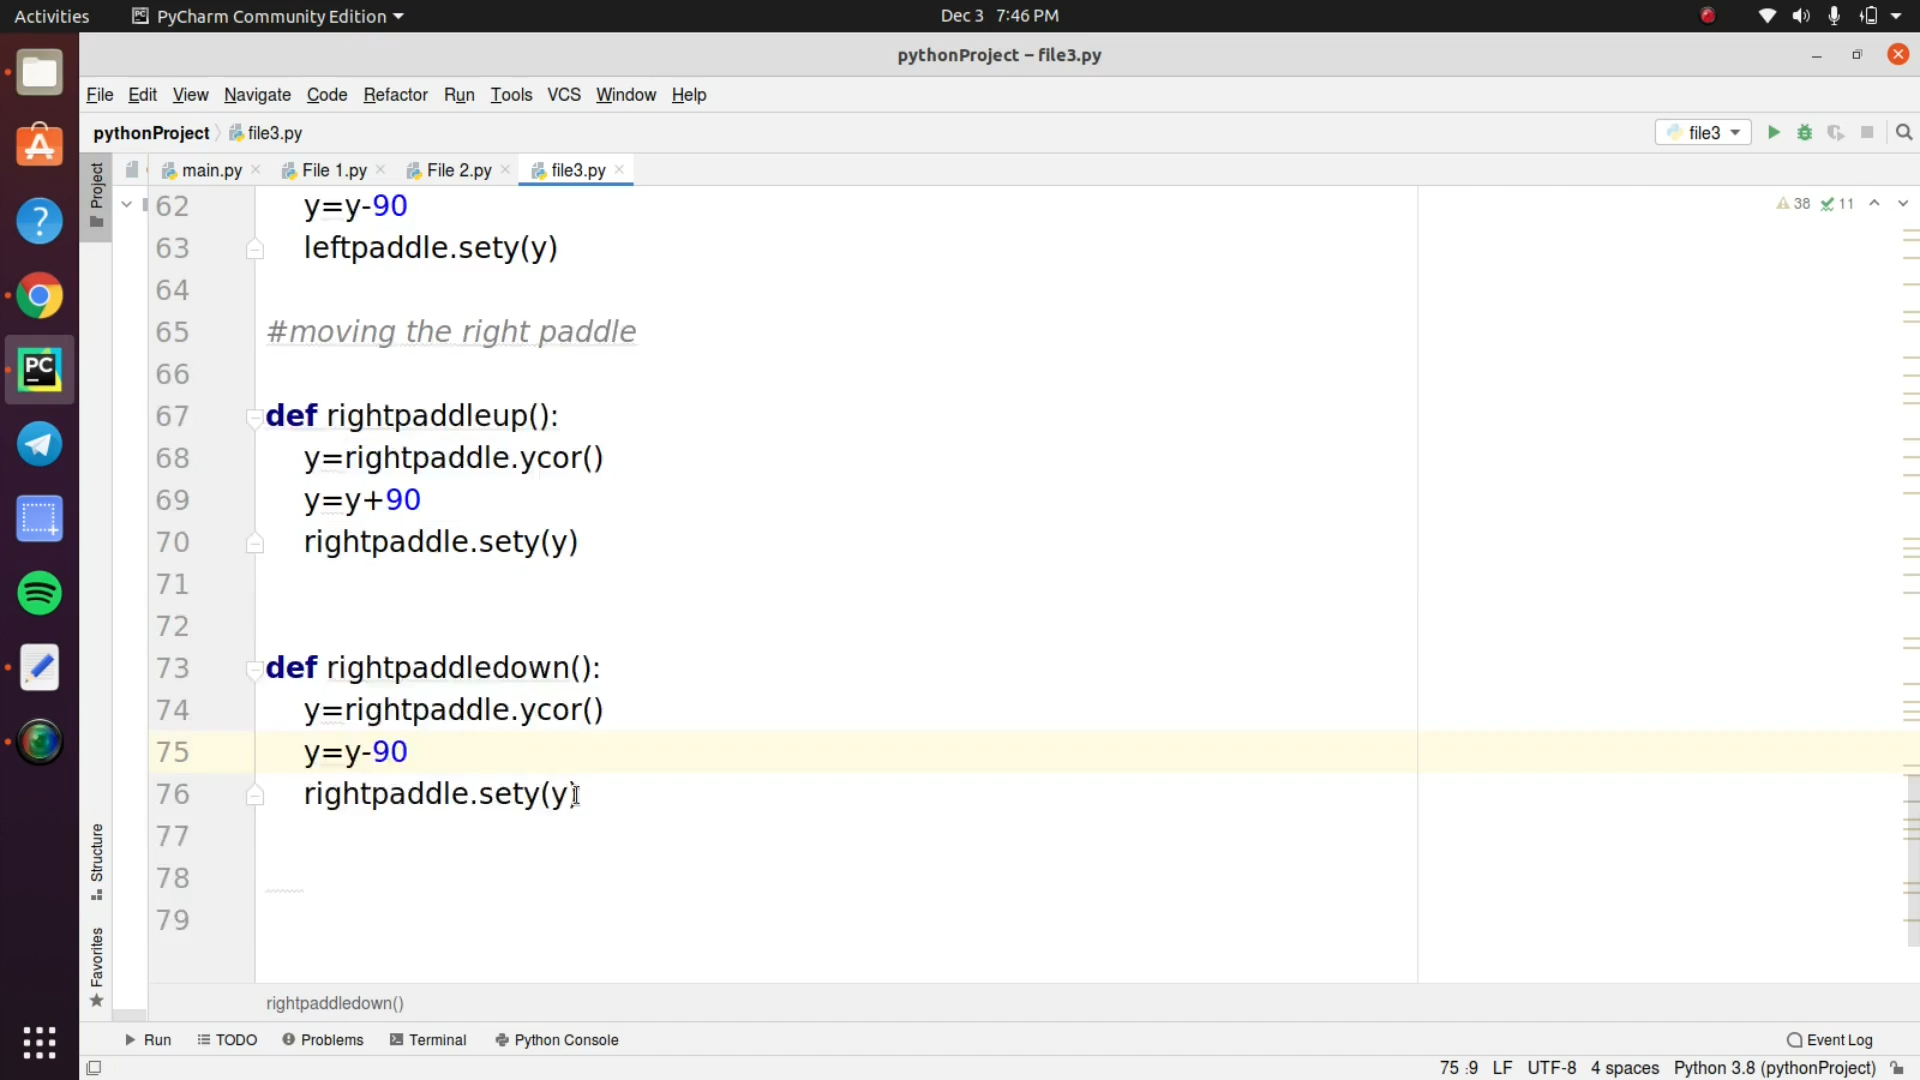 Activities PyCharm Community Edition Dec 3 7:46 PM
pythonProject – file3.py
File Edit View Navigate Code Refactor Run Tools VCS Window Help
pythonProject file3.py file3
main.py File 1.py File 2.py file3.py
Project
62 y=y-90 38 11
63 leftpaddle.sety(y)
64
65 #moving the right paddle
66
67 def rightpaddleup():
68 y=rightpaddle.ycor()
69 y=y+90
70 rightpaddle.sety(y)
71
72
73 def rightpaddledown():
74 y=rightpaddle.ycor()
75 y=y-90
76 rightpaddle.sety(y)
77
78
79
Structure
Favorites
rightpaddledown()
Run TODO Problems Terminal Python Console Event Log
75:9 LF UTF-8 4 spaces Python 3.8 (pythonProject)
PC